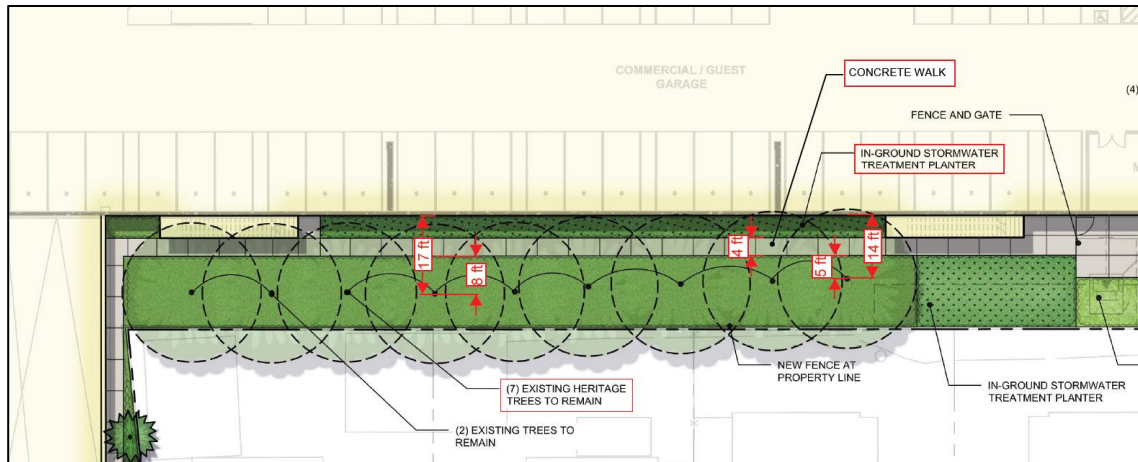 COMMERCIAL / GUEST
GARAGE
CONCRETE WALK
(4)
FENCE AND GATE
IN-GROUND STORMWATER
TREATMENT PLANTER
M
17 ft
8 ft
4 ft
5 ft
14 ft
NEW FENCE AT
PROPERTY LINE
(7) EXISTING HERITAGE
TREES TO REMAIN
IN-GROUND STORMWATER
TREATMENT PLANTER
(2) EXISTING TREES TO
REMAIN